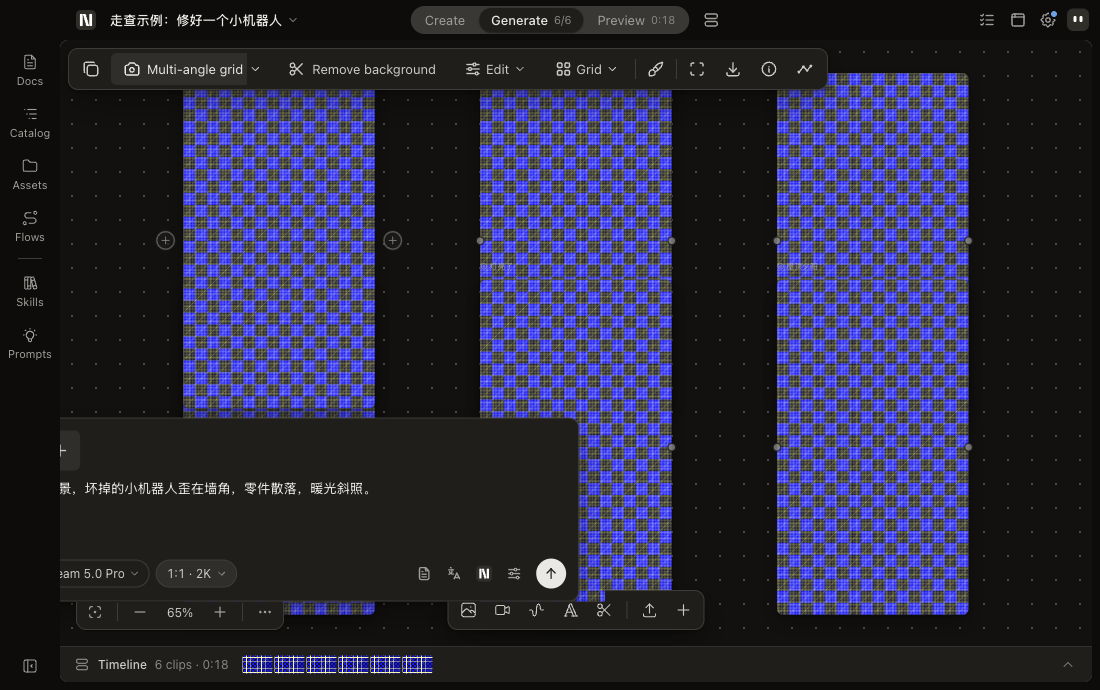 走查示例：修好一个小机器人
Create
Generate 6/6
Preview 0:18
Docs
Catalog
Assets
Flows
Skills
Prompts
Multi-angle grid
Remove background
Edit
Grid
景，坏掉的小机器人歪在墙角，零件散落，暖光斜照。
eam 5.0 Pro
1:1 · 2K
65%
Timeline 6 clips · 0:18